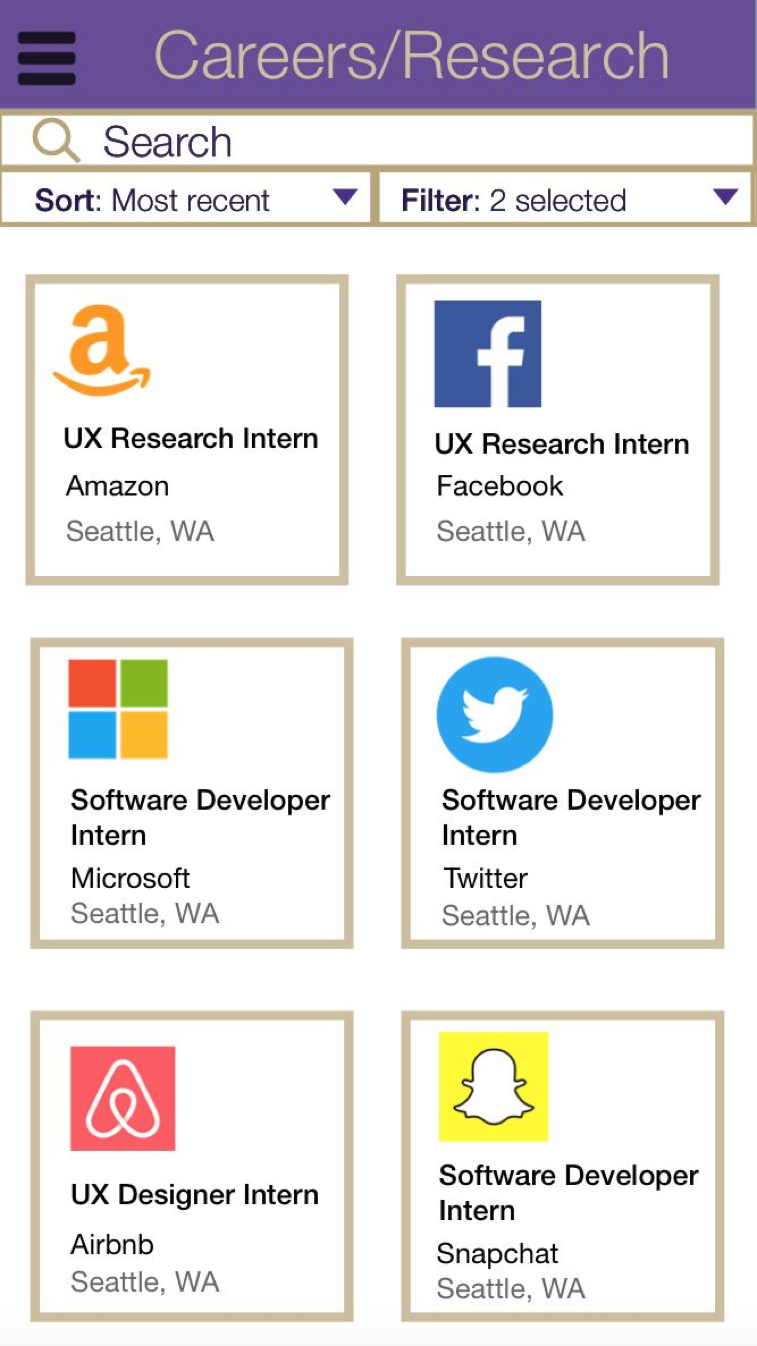 Careers/Research
Search
Sort: Most recent
Filter: 2 selected
UX Research Intern
Amazon
Seattle, WA
UX Research Intern
Facebook
Seattle, WA
Software Developer
Intern
Microsoft
Seattle, WA
Software Developer
Intern
Twitter
Seattle, WA
UX Designer Intern
Airbnb
Seattle, WA
Software Developer
Intern
Snapchat
Seattle, WA